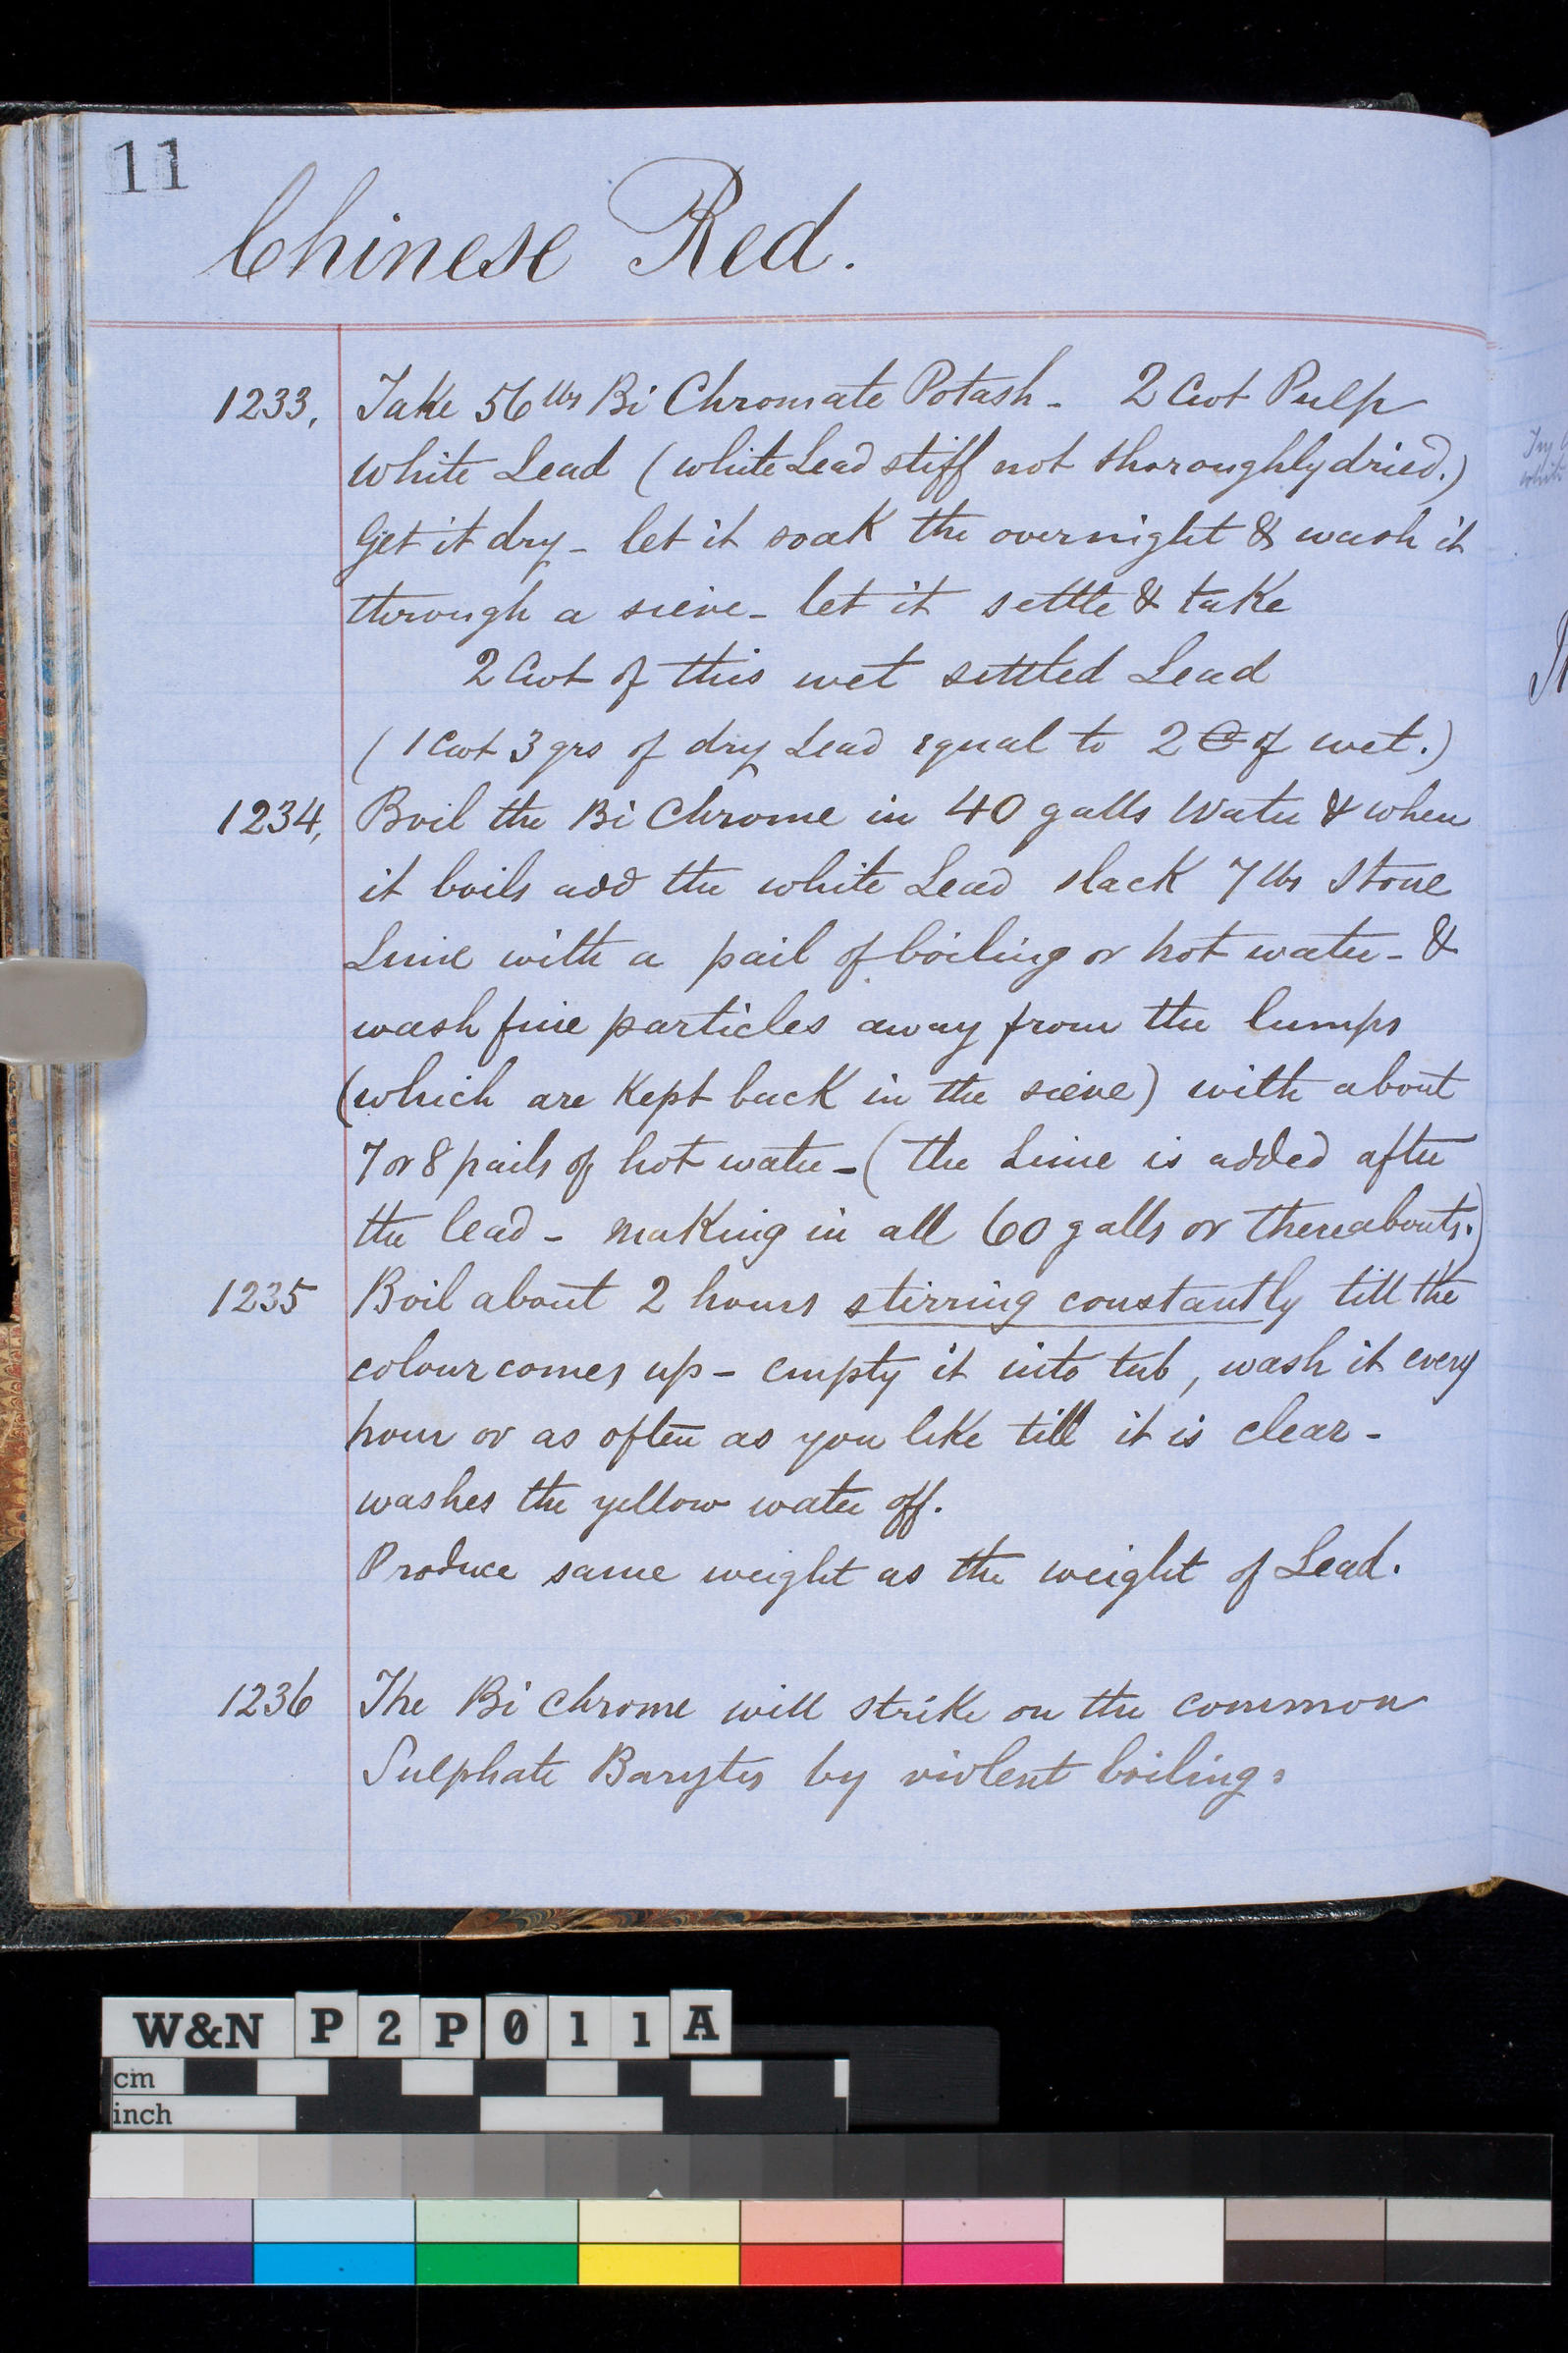 11
Chinese Red.
1233, Take 56 lbs Bi Chromate Potash - 2 Cwt Pulp
White Lead (white Lead stiff not thoroughly dried.)
Get it dry - let it soak the overnight & wash it
through a sieve - let it settle & take
2 Cwt of this wet settled Lead
(1 Cwt 3 qrs of dry Lead equal to 2 C of wet.)
1234, Boil the Bi Chrome in 40 galls Water & when
it boils add the white Lead slack 7 lbs Stone
Lime with a pail of boiling or hot water - &
wash fine particles away from the lumps
(which are kept back in the sieve) with about
7 or 8 pails of hot water - (the Lime is added after
the lead - making in all 60 galls or thereabouts.)
1235 Boil about 2 hours stirring constantly till the
colour comes up - empty it into tub, wash it every
hour or as often as you like till it is clear -
washes the yellow water off.
Produce same weight as the weight of Lead.
1236 The Bi Chrome will strike on the common
Sulphate Barytes by violent boiling.
W&N P2P011A
cm
inch